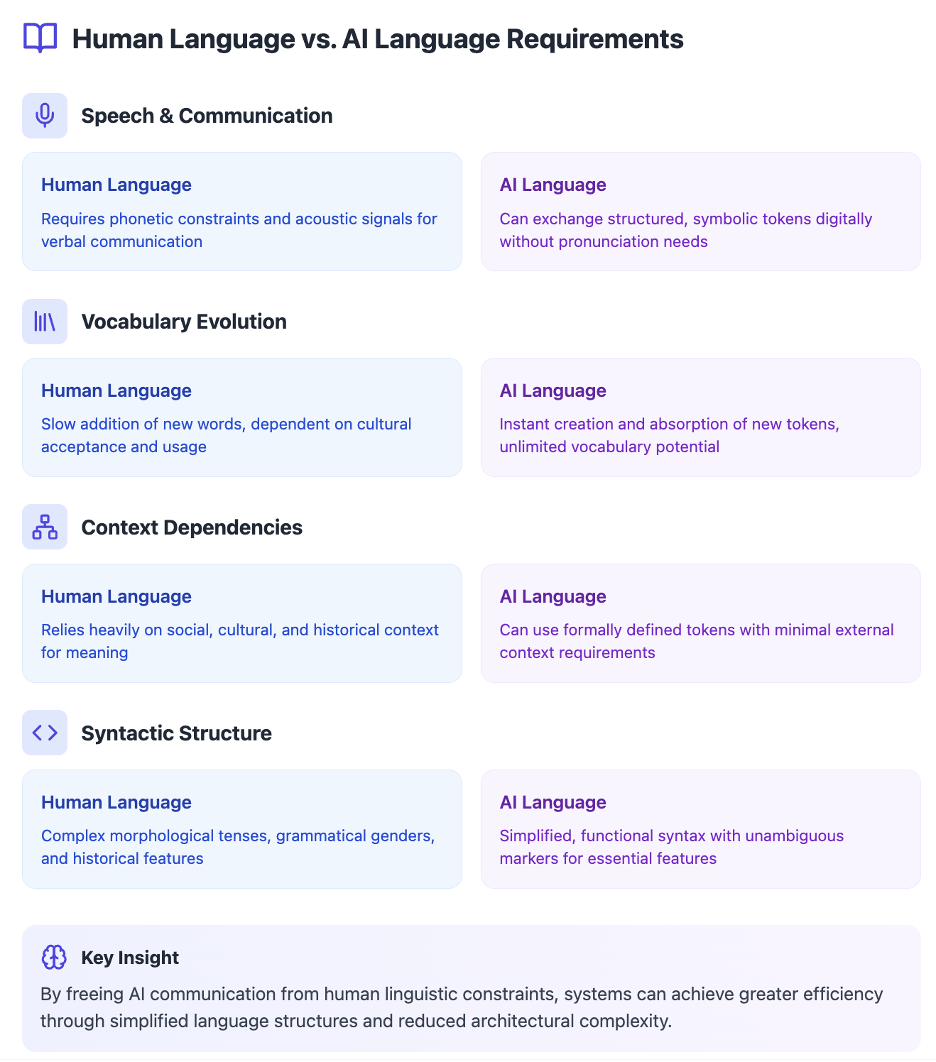 Human Language vs. AI Language Requirements
Speech & Communication
Human Language
Requires phonetic constraints and acoustic signals for
verbal communication
AI Language
Can exchange structured, symbolic tokens digitally
without pronunciation needs
Vocabulary Evolution
Human Language
Slow addition of new words, dependent on cultural
acceptance and usage
AI Language
Instant creation and absorption of new tokens,
unlimited vocabulary potential
Context Dependencies
Human Language
Relies heavily on social, cultural, and historical context
for meaning
AI Language
Can use formally defined tokens with minimal external
context requirements
Syntactic Structure
Human Language
Complex morphological tenses, grammatical genders,
and historical features
AI Language
Simplified, functional syntax with unambiguous
markers for essential features
Key Insight
By freeing AI communication from human linguistic constraints, systems can achieve greater efficiency
through simplified language structures and reduced architectural complexity.